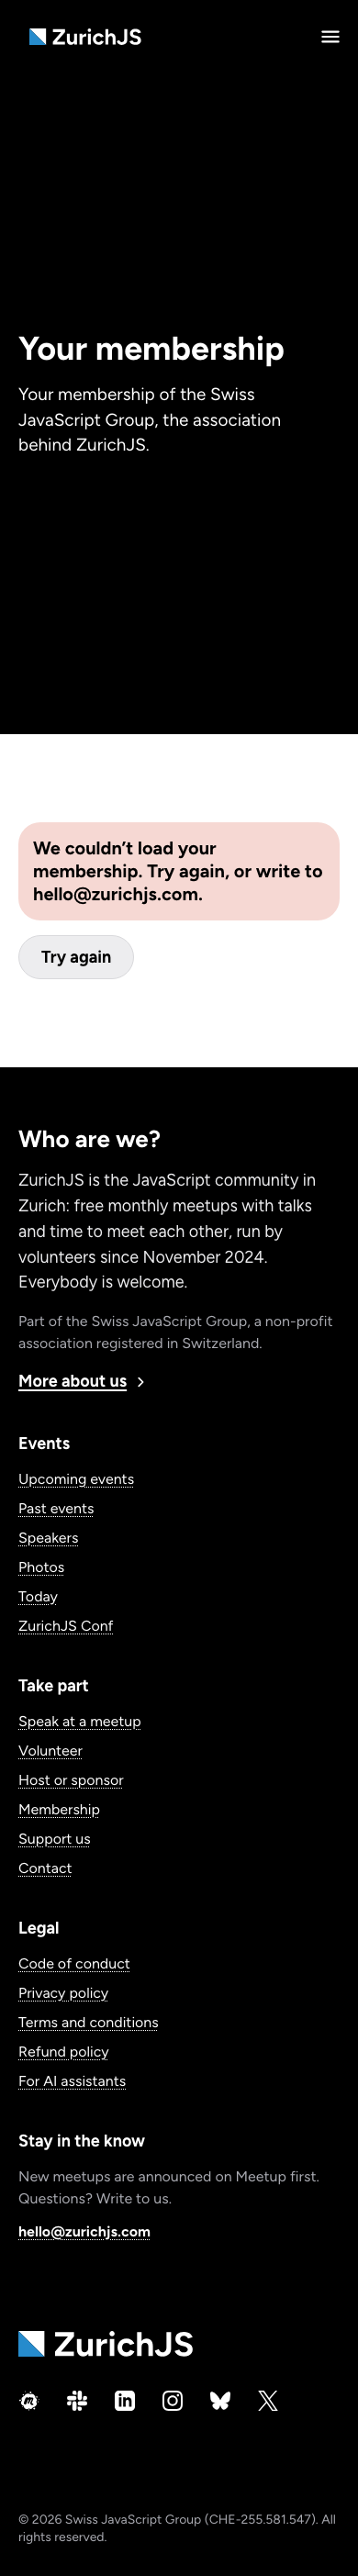 ZurichJS
Your membership
Your membership of the Swiss
JavaScript Group, the association
behind ZurichJS.
We couldn’t load your
membership. Try again, or write to
hello@zurichjs.com.
Try again
Who are we?
ZurichJS is the JavaScript community in
Zurich: free monthly meetups with talks
and time to meet each other, run by
volunteers since November 2024.
Everybody is welcome.
Part of the Swiss JavaScript Group, a non-profit
association registered in Switzerland.
More about us
Events
Upcoming events
Past events
Speakers
Photos
Today
ZurichJS Conf
Take part
Speak at a meetup
Volunteer
Host or sponsor
Membership
Support us
Contact
Legal
Code of conduct
Privacy policy
Terms and conditions
Refund policy
For AI assistants
Stay in the know
New meetups are announced on Meetup first.
Questions? Write to us.
hello@zurichjs.com
ZurichJS
© 2026 Swiss JavaScript Group (CHE-255.581.547). All
rights reserved.